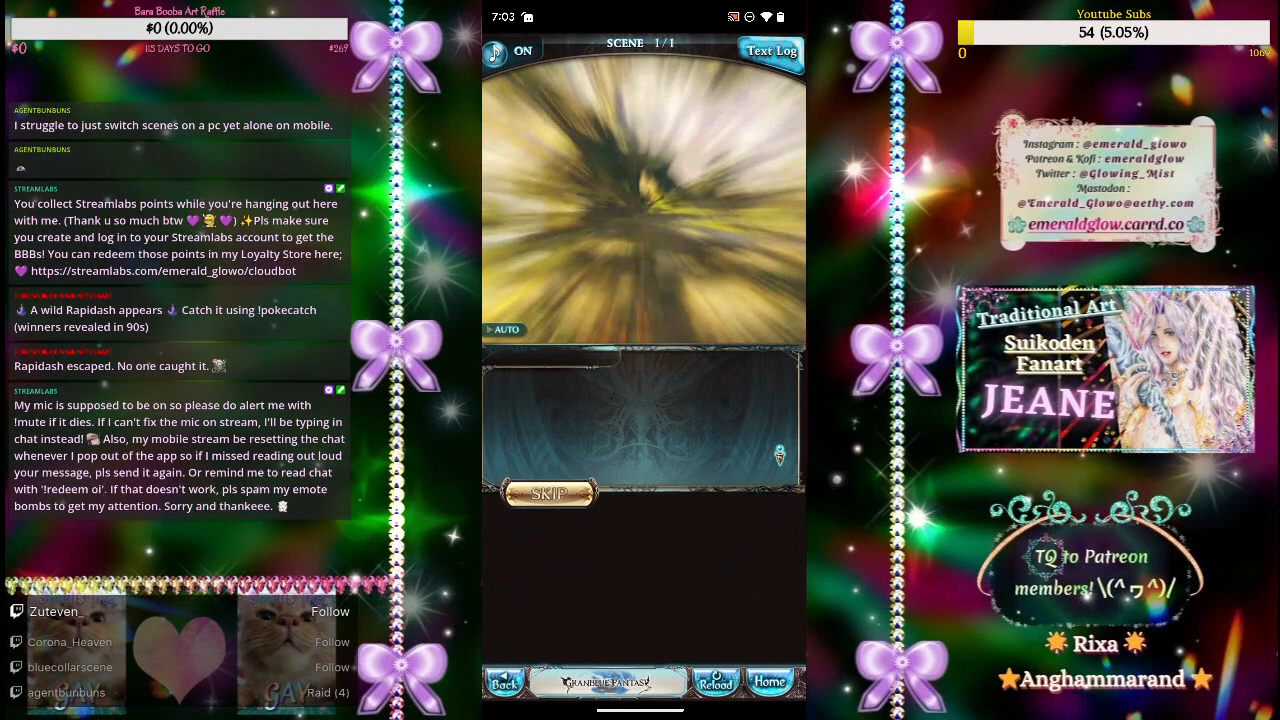 Bara Booba Art Raffle
$0 (0.00%)
$0
115 DAYS TO GO
$269
AGENTBUNBUNS
I struggle to just switch scenes on a pc yet alone on mobile.
AGENTBUNBUNS
STREAMLABS
You collect Streamlabs points while you're hanging out here
with me. (Thank u so much btw 💜 💜) ✨Pls make sure
you create and log in to your Streamlabs account to get the
BBBs! You can redeem those points in my Loyalty Store here;
💜 https://streamlabs.com/emerald_glowo/cloudbot
A wild Rapidash appears Catch it using !pokecatch
(winners revealed in 90s)
Rapidash escaped. No one caught it.
STREAMLABS
My mic is supposed to be on so please do alert me with
!mute if it dies. If I can't fix the mic on stream, I'll be typing in
chat instead! Also, my mobile stream be resetting the chat
whenever I pop out of the app so if I missed reading out loud
your message, pls send it again. Or remind me to read chat
with '!redeem oi'. If that doesn't work, pls spam my emote
bombs to get my attention. Sorry and thankeee.
Zuteven_
Follow
Corona_Heaven
Follow
bluecollarscene
Follow
agentbunbuns
Raid (4)
GAY
GAY
7:03
ON
SCENE 1/1
Text Log
AUTO
SKIP
Back
GRANBLUE FANTASY
Reload
Home
Youtube Subs
54 (5.05%)
0
1069
Instagram : @emerald_glowo
Patreon & Kofi : emeraldglow
Twitter : @Glowing_Mist
Mastodon :
@Emerald_Glowo@aethy.com
emeraldglow.carrd.co
Traditional Art
Suikoden
Fanart
JEANE
TQ to Patreon
members! \(^ ヮ^)/
Rixa
Anghammarand